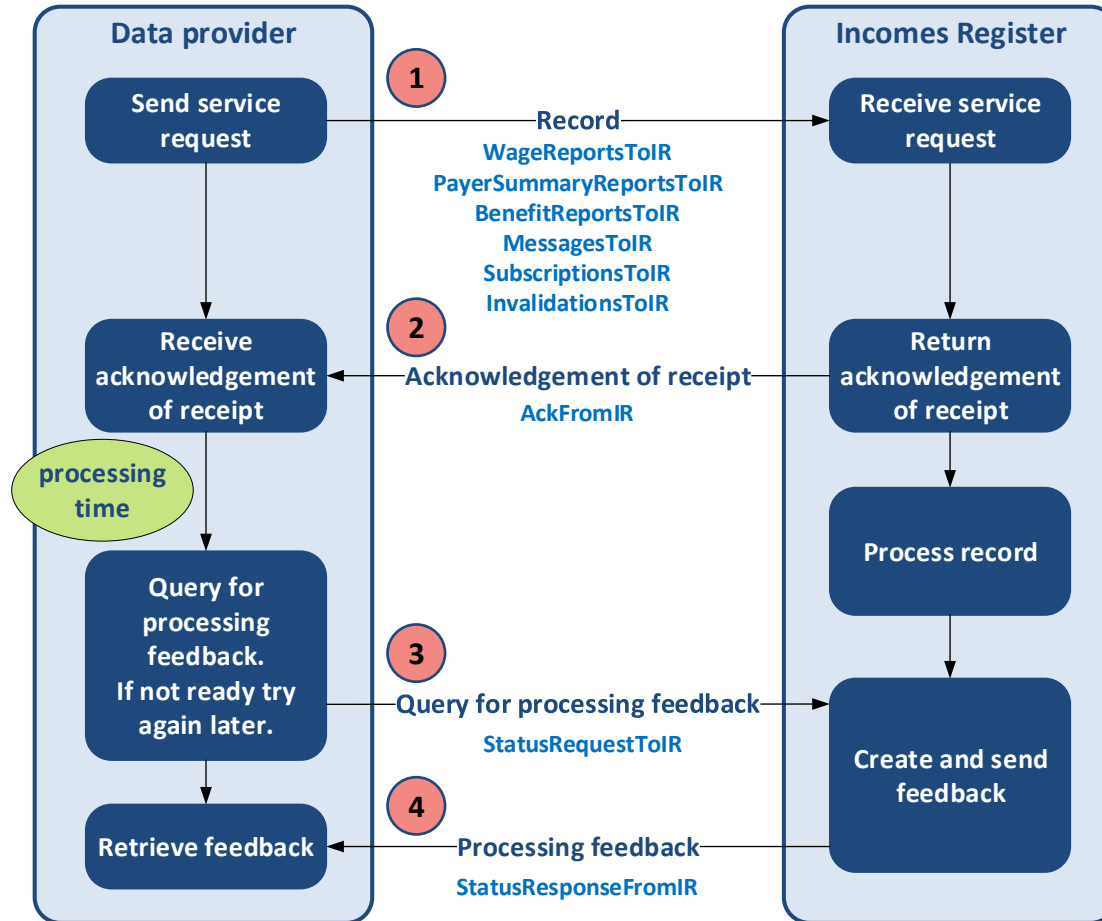 Data provider
Incomes Register
1
Send service
request
Receive service
request
Record
WageReportsToIR
PayerSummaryReportsToIR
BenefitReportsToIR
MessagesToIR
SubscriptionsToIR
InvalidationsToIR
2
Receive
acknowledgement
of receipt
Return
acknowledgement
of receipt
Acknowledgement of receipt
AckFromIR
processing
time
Process record
Query for
processing
feedback.
If not ready try
again later.
3
Query for processing feedback
StatusRequestToIR
Create and send
feedback
4
Retrieve feedback
Processing feedback
StatusResponseFromIR